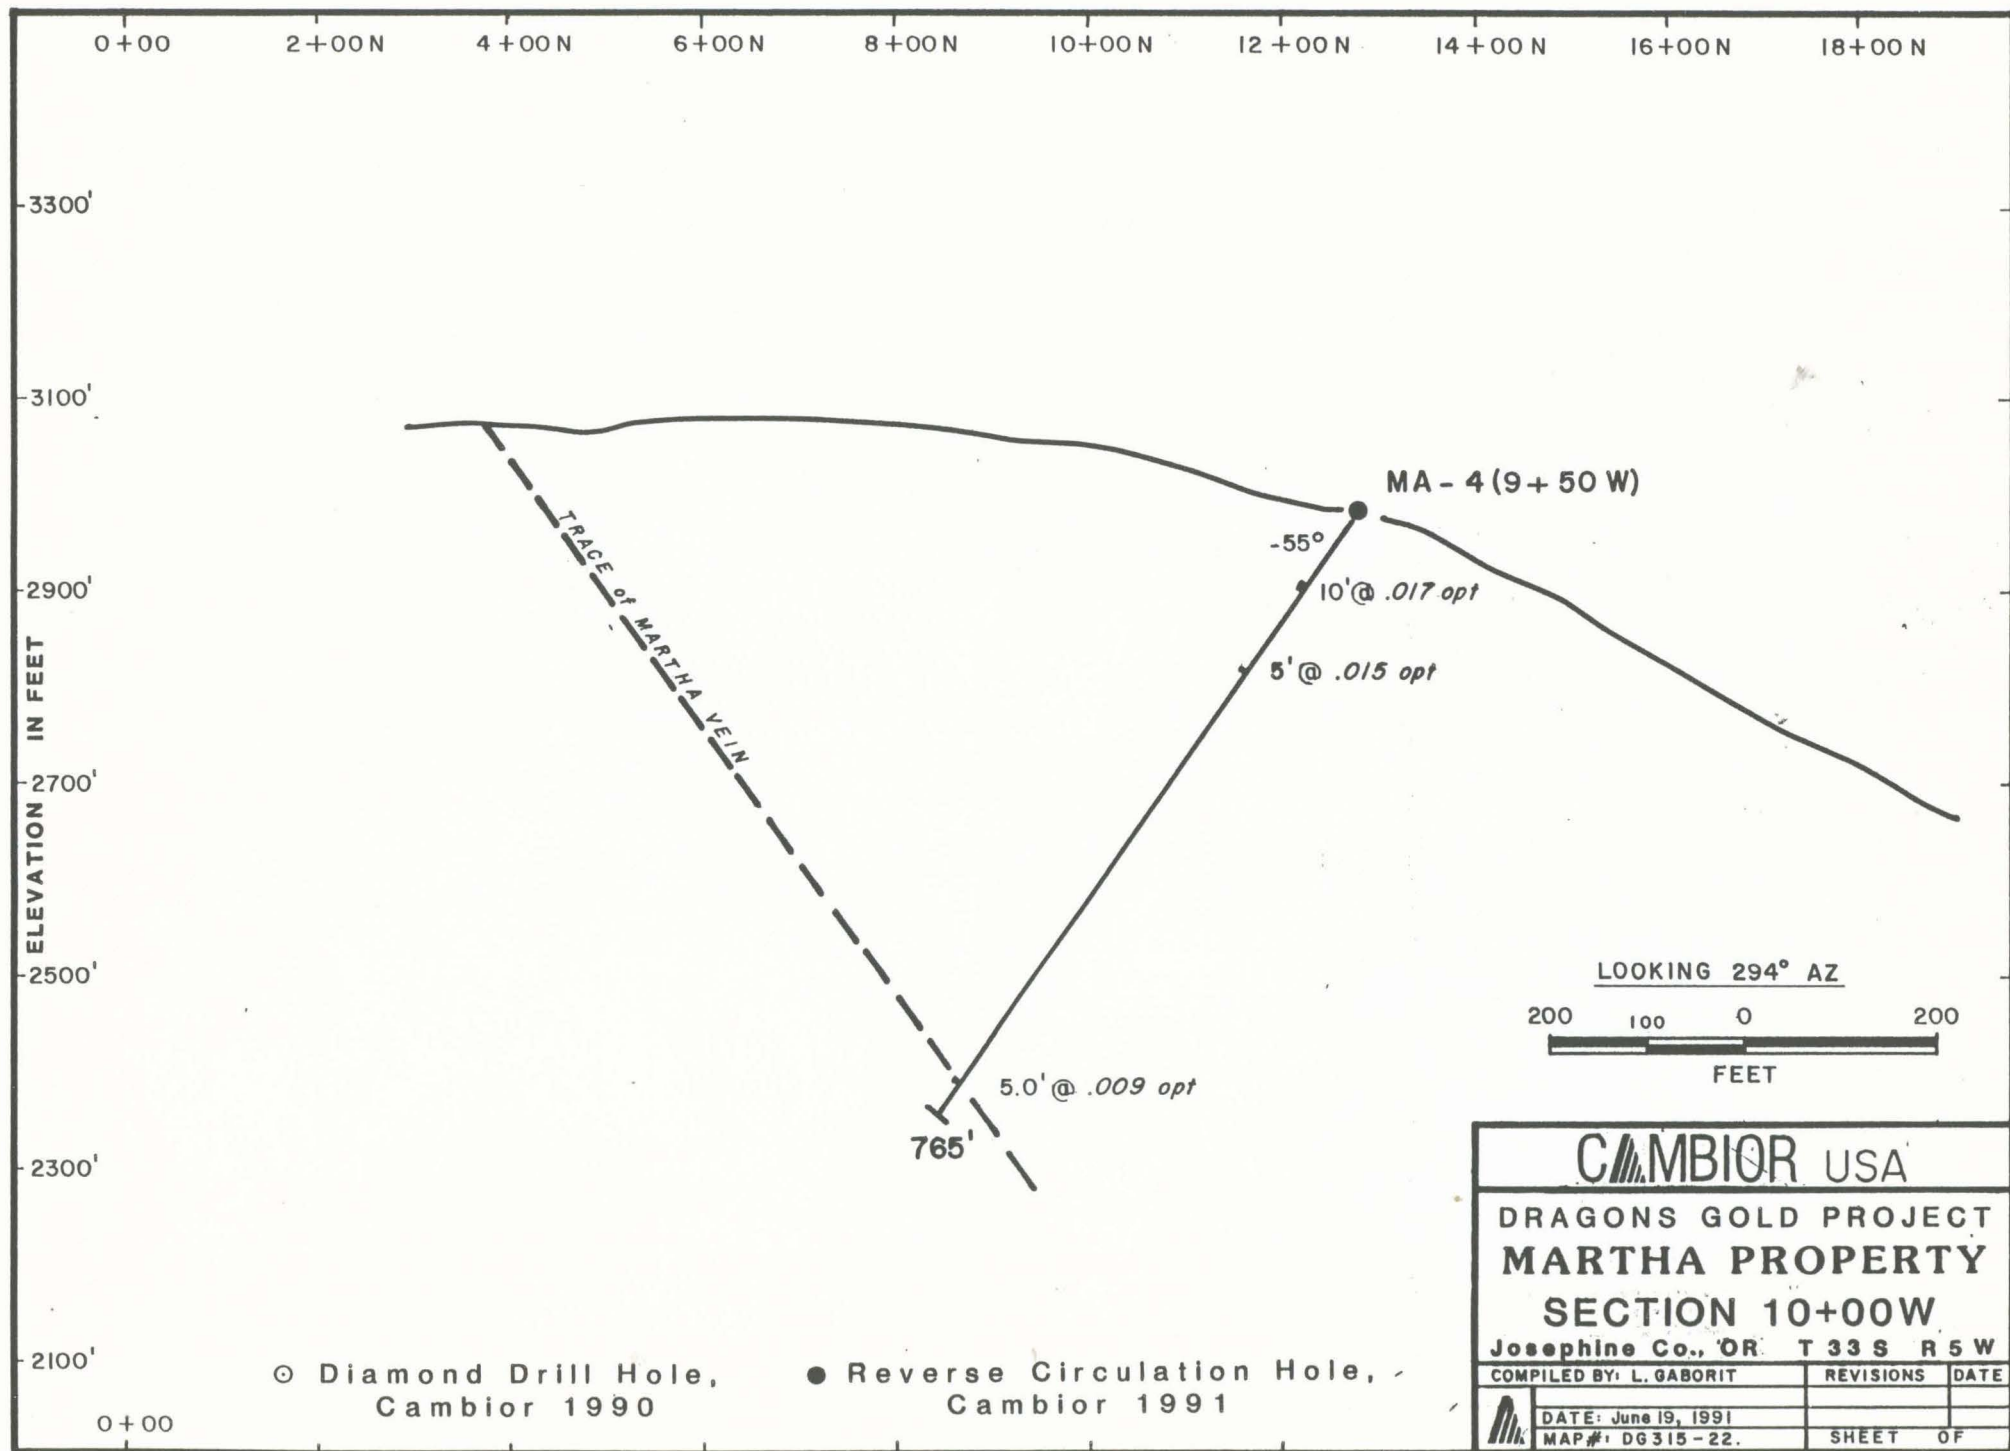 0+00 2+00N 4+00N 6+00N 8+00N 10+00N 12+00N 14+00N 16+00N 18+00N
3300'
3100'
MA-4 (9+50 W)
-55°
2900'
10'@ .017 opt
TRACE of MARTHA VEIN
5'@ .015 opt
ELEVATION IN FEET
2700'
2500'
LOOKING 294° AZ
200 100 0 200
FEET
5.0'@ .009 opt
765'
2300'
CAMBIOR USA
DRAGONS GOLD PROJECT
MARTHA PROPERTY
SECTION 10+00W
Josephine Co., OR T 33 S R 5 W
2100'
⊙ Diamond Drill Hole,
Cambior 1990
● Reverse Circulation Hole,
Cambior 1991
COMPILED BY: L. GABORIT REVISIONS DATE
DATE: June 19, 1991
MAP#: DG315-22. SHEET OF
0+00